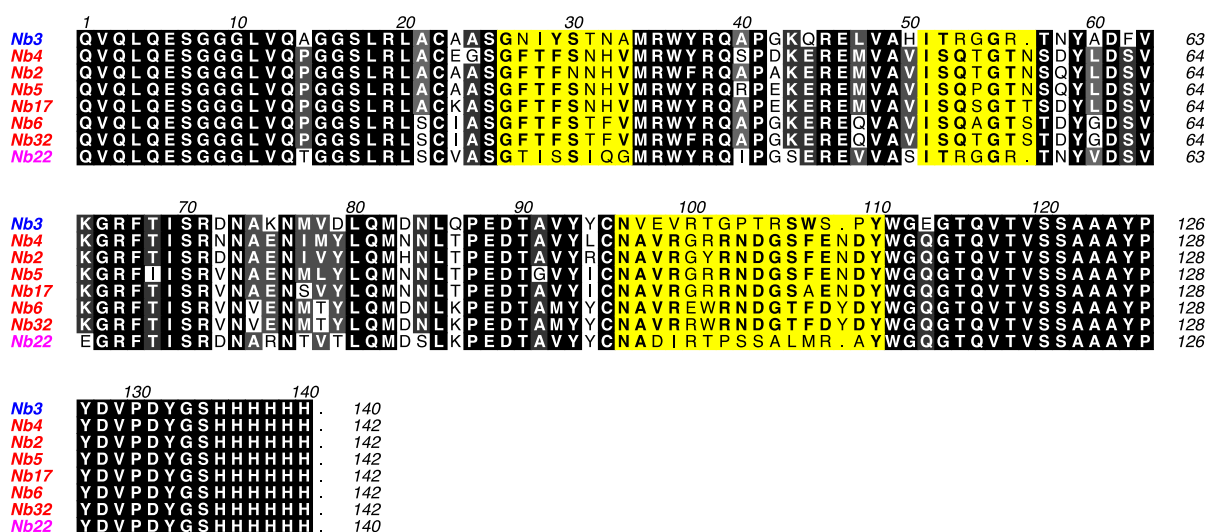 1 10 20 30 40 50 60
Nb3 QVQLQESGGGLVQAGGSLRLACAASGNIYSTNAMRWYRQAPGKQRELVAHITRGGR.TNYADFV 63
Nb4 QVQLQESGGGLVQPGGSLRLACEGSGFTFSNHVMRWYRQSPDKEREMVAVISQTGTNSDYLDSV 64
Nb2 QVQLQESGGGLVQPGGSLRLACAASGFTFSNNVMRWFRQAPAKEREMVAVISQTGTNSQYLDSV 64
Nb5 QVQLQESGGGLVQPGGSLRLACAASGFTFSNHVMRWYRQRPEKEREMVAVISQPGTNSQYLDSV 64
Nb17 QVQLQESGGGLVQPGGSLRLACKASGFTFSNHVMRWYRQAPEKEREMVAVISQSGTTSDYLDSV 64
Nb6 QVQLQESGGGLVQPGGSLRLSCIASGFTFSTFVMRWYRQAPGKEREQVAVISQAGTSTDYGDSV 64
Nb32 QVQLQESGGGLVQPGGSLRLSCIASGFTFSTFVMRWYRQAPGKEREQVAVISQTGTSTDYGDSV 64
Nb22 QVQLQESGGGLVQTGGSLRLSCVASGTISSIQGMRWYRQIPGSEREVVASITRGGR.TNYVDSV 63
70 80 90 100 110 120
Nb3 KGRFTISRDNAKNMVDLQMDNLQPEDTAVYYCNVEVRTGPTRSWS.PYWGEGTQVTVSSAAAYP 126
Nb4 KGRFTISRNNAENIMYLQMNNLTPEDTAVYLCNAVRGRRNDGSFENDYWGQGTQVTVSSAAAYP 128
Nb2 KGRFTISRDNAENIVYLQMHNLTPEDTAVYRCNAVRGYRNDGSFENDYWGQGTQVTVSSAAAYP 128
Nb5 KGRFIISRVNAENMLYLQMNNLTPEDTGVYICNAVRGRRNDGSFENDYWGQGTQVTVSSAAAYP 128
Nb17 KGRFTISRVNAENSVYLQMNNLTPEDTAVYICNAVRGRRNDGSAENDYWGQGTQVTVSSAAAYP 128
Nb6 KGRFTISRVNVENMTYLQMDNLKPEDTAMYYCNAVREWRNDGTFDYDYWGQGTQVTVSSAAAYP 128
Nb32 KGRFTISRVNVENMTYLQMDNLKPEDTAMYYCNAVRRWRNDGTFDYDYWGQGTQVTVSSAAAYP 128
Nb22 EGRFTISRDNARNTVTLQMDSLKPEDTAVYYCNADIRTPSSALMR.AYWGQGTQVTVSSAAAYP 126
130 140
Nb3 YDVPDYGSHHHHHH. 140
Nb4 YDVPDYGSHHHHHH. 142
Nb2 YDVPDYGSHHHHHH. 142
Nb5 YDVPDYGSHHHHHH. 142
Nb17 YDVPDYGSHHHHHH. 142
Nb6 YDVPDYGSHHHHHH. 142
Nb32 YDVPDYGSHHHHHH. 142
Nb22 YDVPDYGSHHHHHH. 140